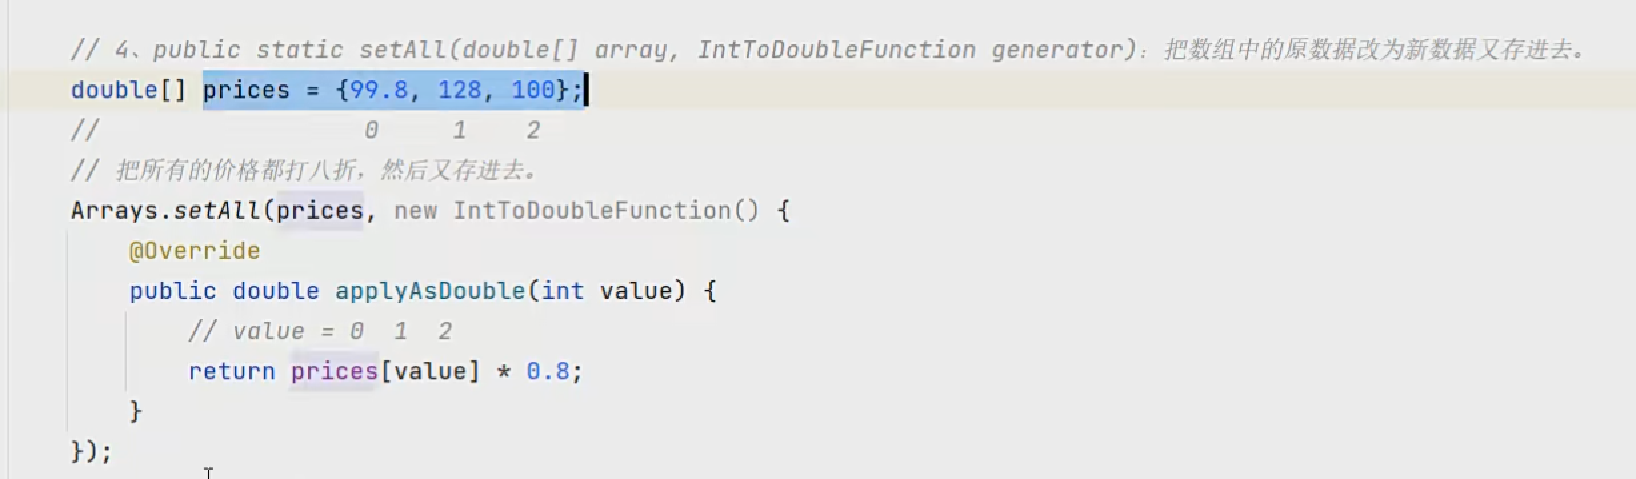 // 4、public static setAll(double[] array, IntToDoubleFunction generator)：把数组中的原数据改为新数据又存进去。
double[] prices = {99.8, 128, 100};
// 0 1 2
// 把所有的价格都打八折，然后又存进去。
Arrays.setAll(prices, new IntToDoubleFunction() {
@Override
public double applyAsDouble(int value) {
// value = 0 1 2
return prices[value] * 0.8;
}
});